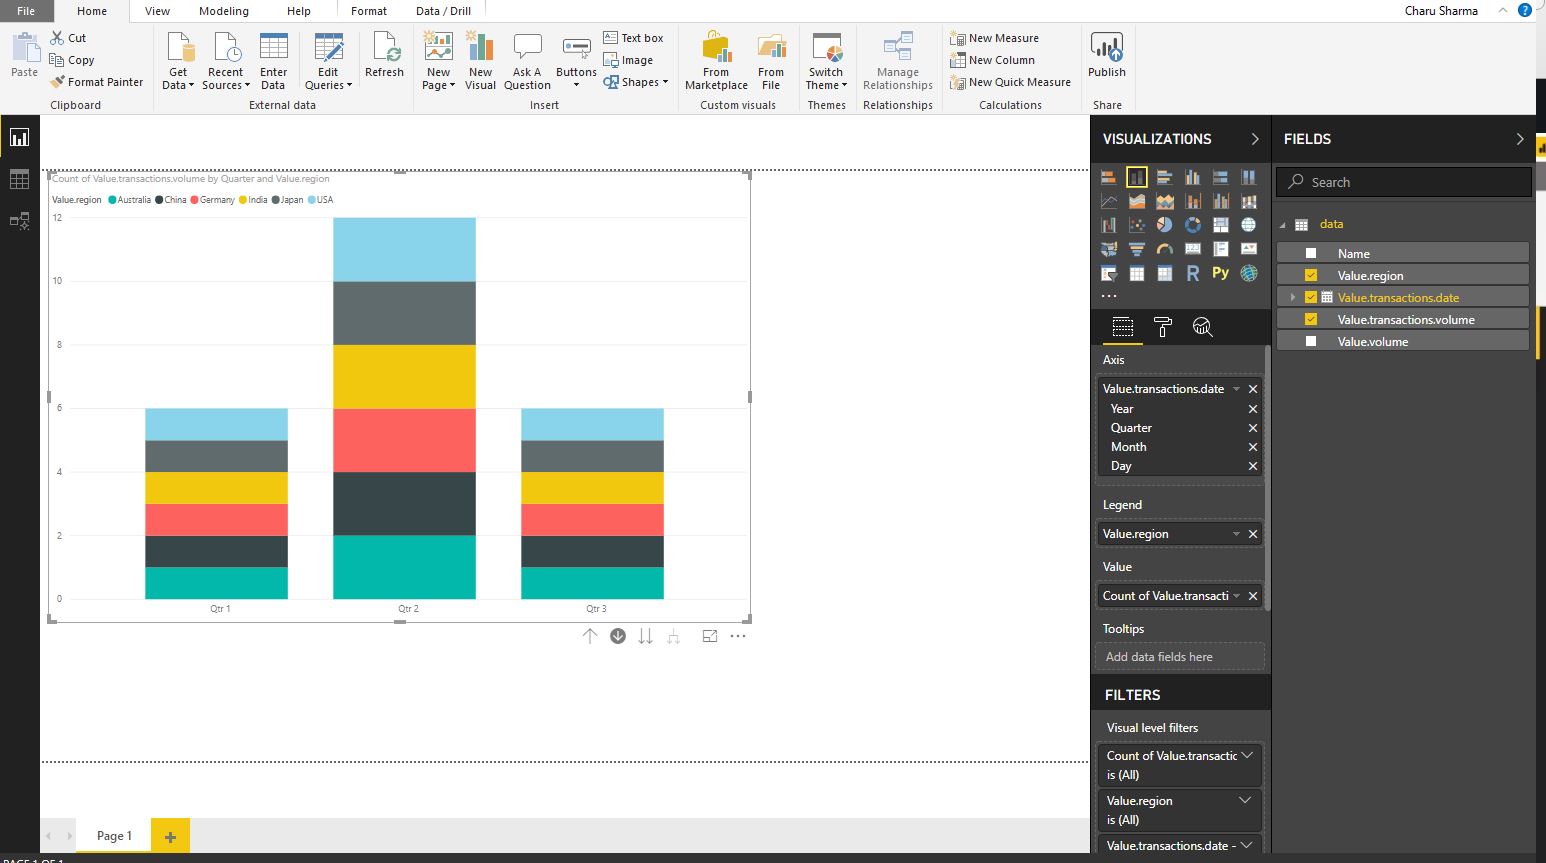 File Home View Modeling Help Format Data / Drill Charu Sharma ?
Paste Cut Copy Format Painter
Get Data Recent Sources Enter Data Edit Queries Refresh
New Page New Visual Ask A Question Buttons Text box Image Shapes
From Marketplace From File Switch Theme Manage Relationships
New Measure New Column New Quick Measure Publish
Clipboard External data Insert Custom visuals Themes Relationships Calculations Share
Count of Value.transactions.volume by Quarter and Value.region
Value.region Australia China Germany India Japan USA
12
10
8
6
4
2
0
Qtr 1 Qtr 2 Qtr 3
Page 1 +
PAGE 1 OF 1
VISUALIZATIONS
R Py
123
...
Axis
Value.transactions.date
Year
Quarter
Month
Day
Legend
Value.region
Value
Count of Value.transacti
Tooltips
Add data fields here
FILTERS
Visual level filters
Count of Value.transactic
is (All)
Value.region
is (All)
Value.transactions.date -
FIELDS
Search
data
Name
Value.region
Value.transactions.date
Value.transactions.volume
Value.volume